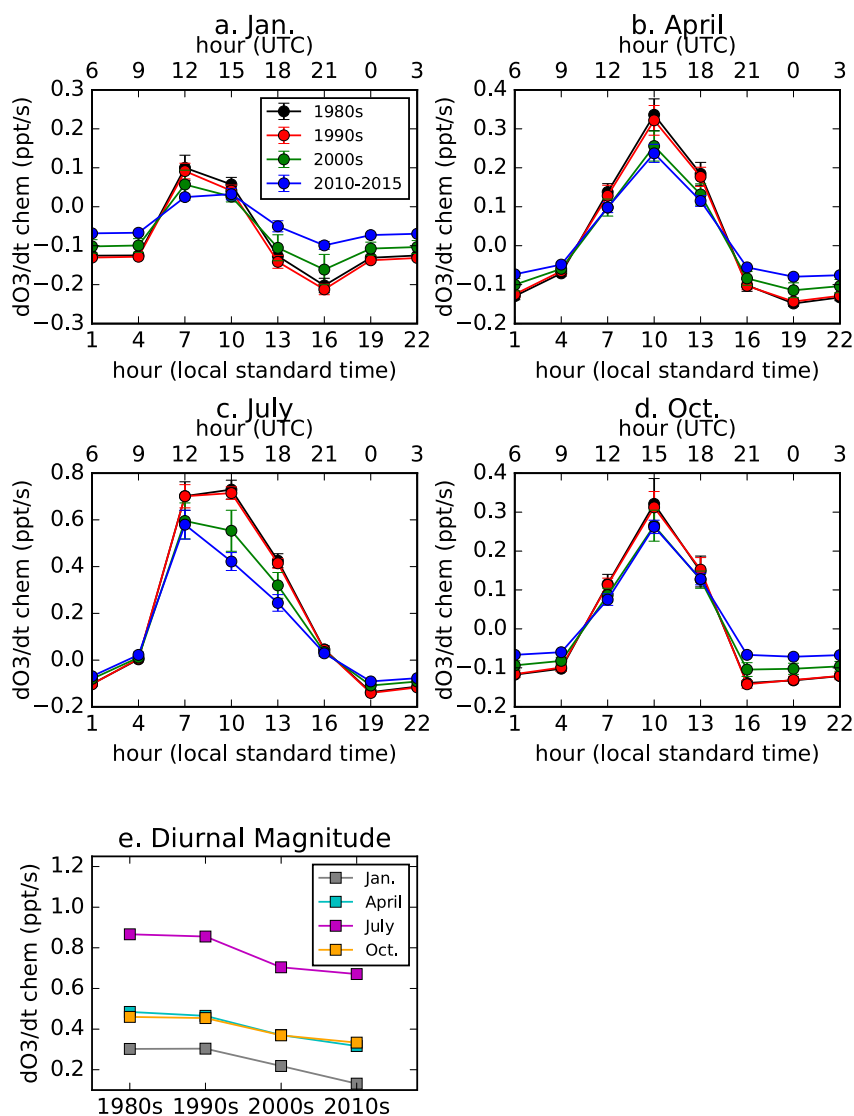 a. Jan.
hour (UTC)
6 9 12 15 18 21 0 3
dO3/dt chem (ppt/s)
0.3
0.2
0.1
0.0
−0.1
−0.2
−0.3
1980s
1990s
2000s
2010-2015
1 4 7 10 13 16 19 22
hour (local standard time)
b. April
hour (UTC)
6 9 12 15 18 21 0 3
dO3/dt chem (ppt/s)
0.4
0.3
0.2
0.1
0.0
−0.1
−0.2
1 4 7 10 13 16 19 22
hour (local standard time)
c. July
hour (UTC)
6 9 12 15 18 21 0 3
dO3/dt chem (ppt/s)
0.8
0.6
0.4
0.2
0.0
−0.2
1 4 7 10 13 16 19 22
hour (local standard time)
d. Oct.
hour (UTC)
6 9 12 15 18 21 0 3
dO3/dt chem (ppt/s)
0.4
0.3
0.2
0.1
0.0
−0.1
−0.2
1 4 7 10 13 16 19 22
hour (local standard time)
e. Diurnal Magnitude
dO3/dt chem (ppt/s)
1.2
1.0
0.8
0.6
0.4
0.2
Jan.
April
July
Oct.
1980s 1990s 2000s 2010s